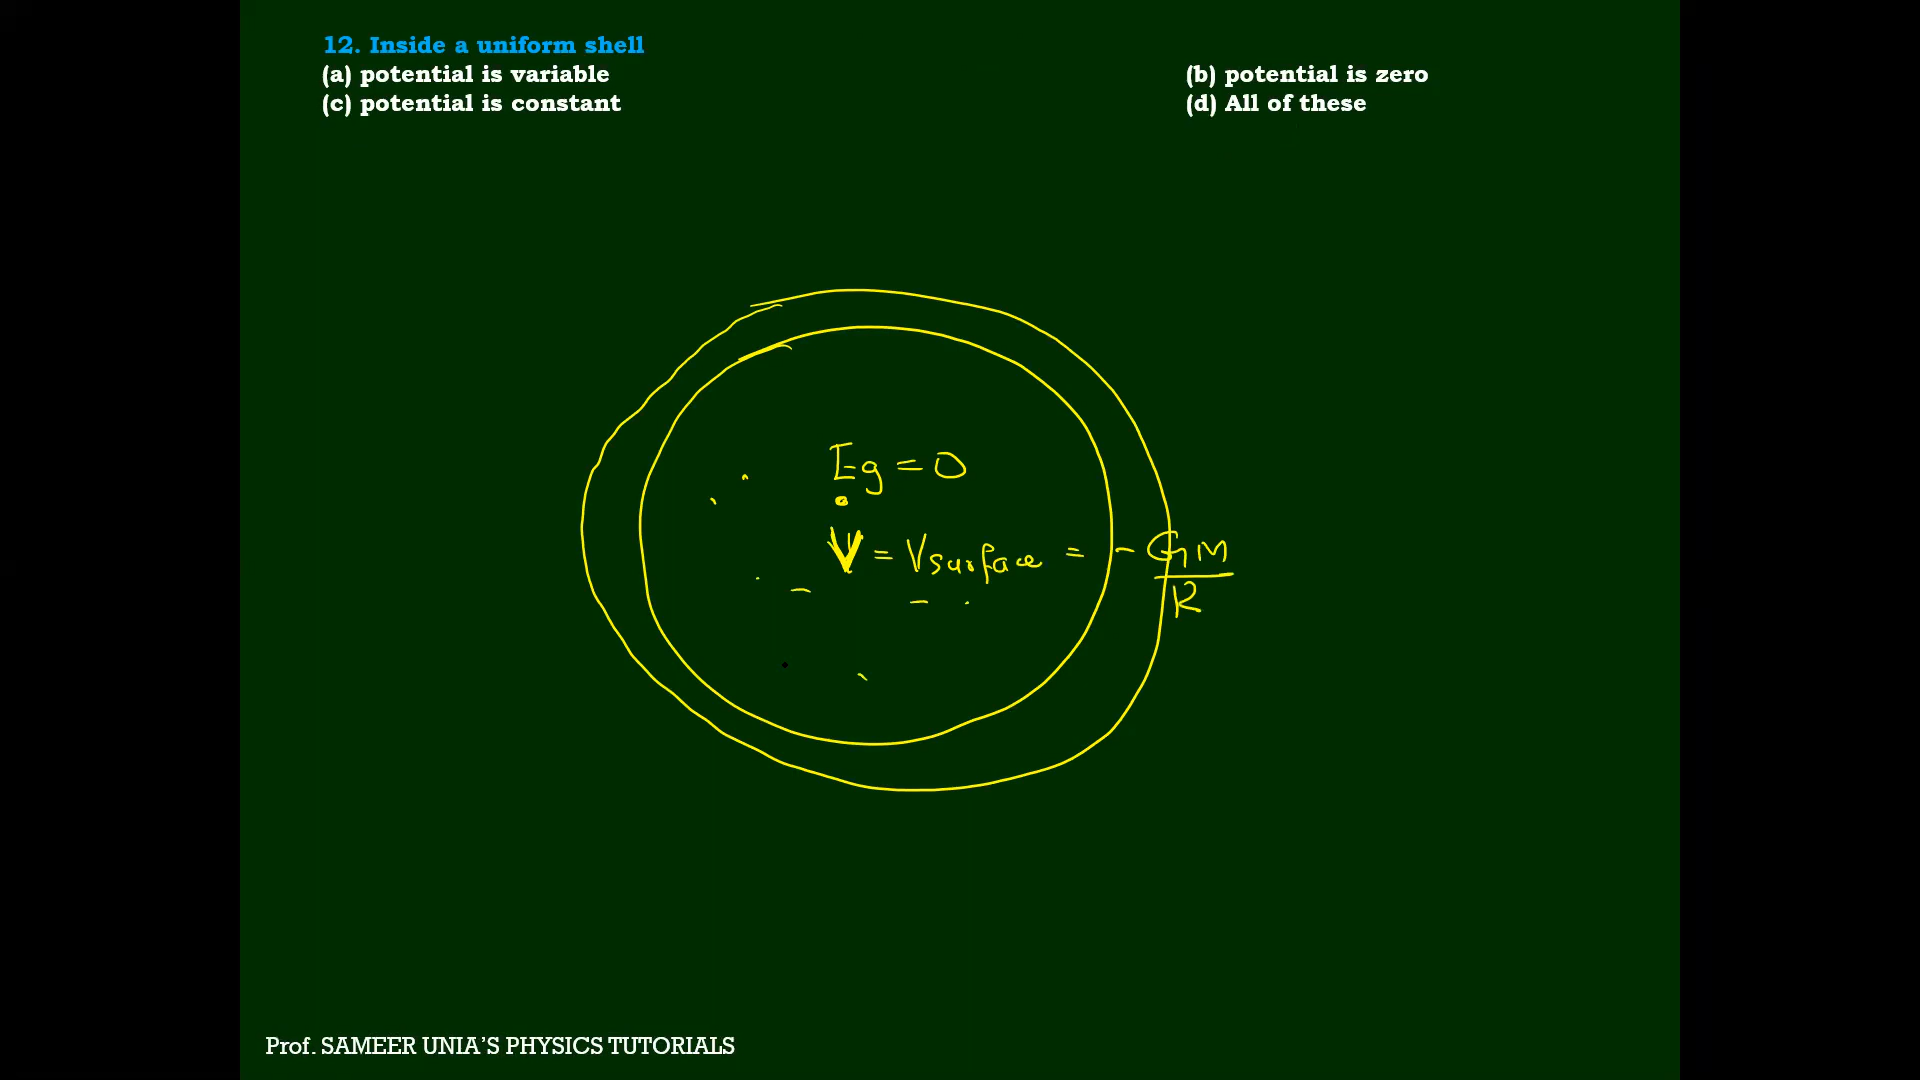 12. Inside a uniform shell
(a) potential is variable
(b) potential is zero
(c) potential is constant
(d) All of these
Eg = 0
V = Vsurface = - GM/R
Prof. SAMEER UNIA'S PHYSICS TUTORIALS